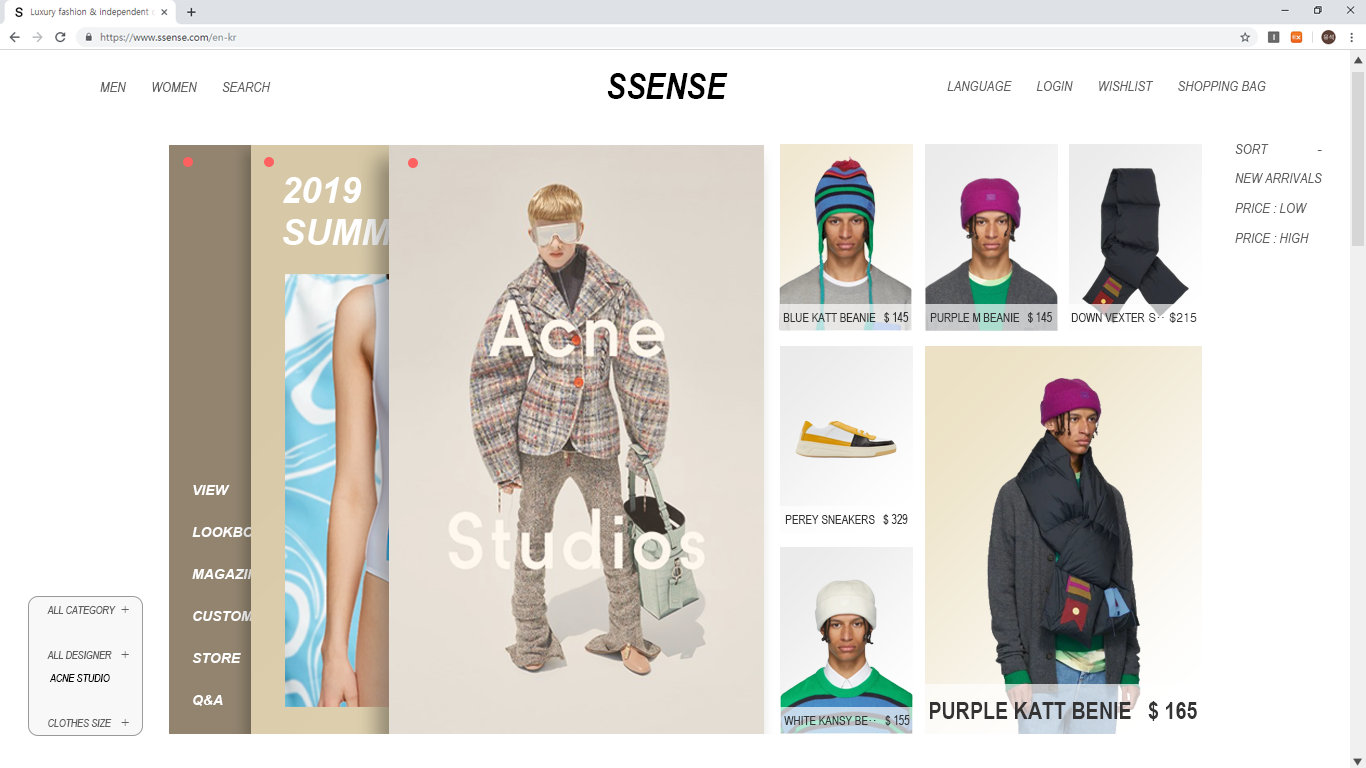 S Luxury fashion & independent
https://www.ssense.com/en-kr
MEN WOMEN SEARCH
SSENSE
LANGUAGE LOGIN WISHLIST SHOPPING BAG
2019
SUMM
Acne
Studios
VIEW
LOOKBO
MAGAZI
CUSTOM
STORE
Q&A
ALL CATEGORY +
ALL DESIGNER +
ACNE STUDIO
CLOTHES SIZE +
BLUE KATT BEANIE $ 145
PURPLE M BEANIE $ 145
DOWN VEXTER S·· $215
PEREY SNEAKERS $ 329
WHITE KANSY BE·· $ 155
PURPLE KATT BENIE $ 165
SORT -
NEW ARRIVALS
PRICE : LOW
PRICE : HIGH